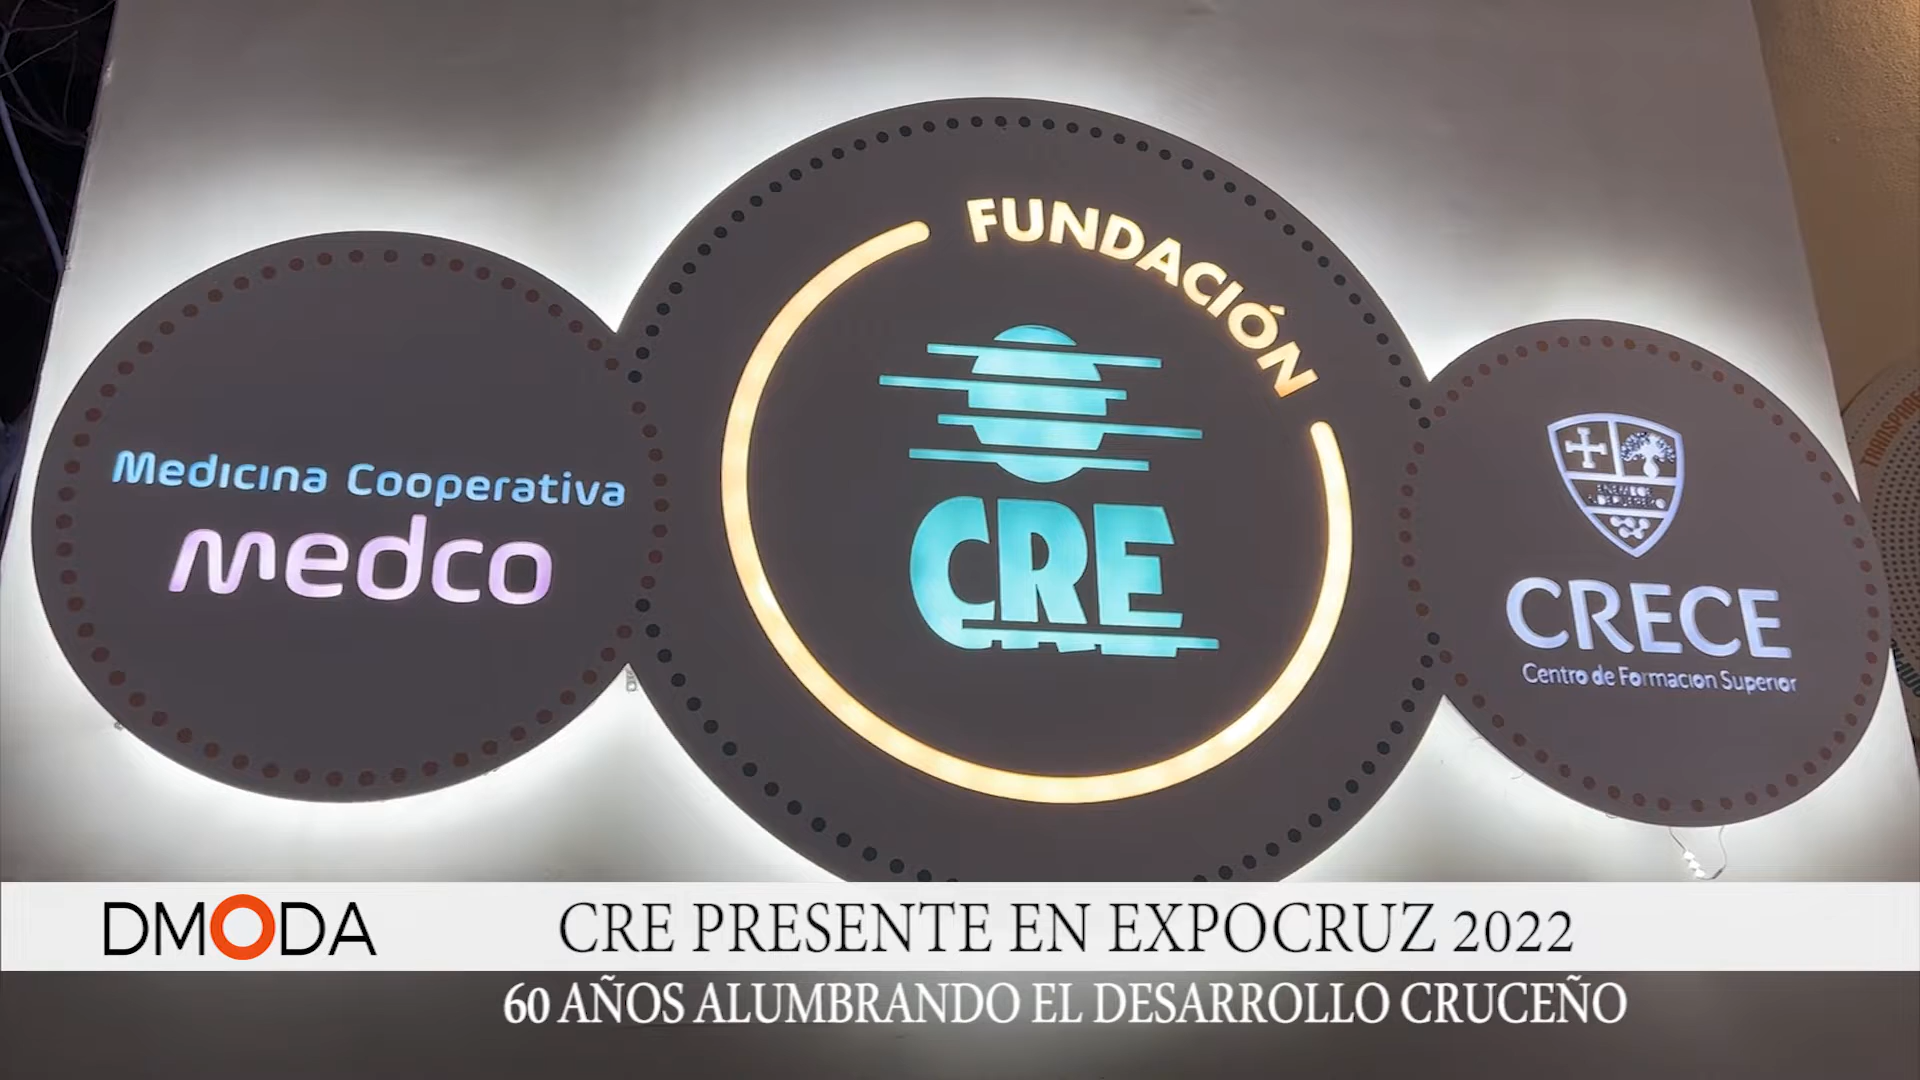 Medicina Cooperativa
medco
FUNDACIÓN
CRE
CRECE
Centro de Formacion Superior
DMODA
CRE PRESENTE EN EXPOCRUZ 2022
60 AÑOS ALUMBRANDO EL DESARROLLO CRUCEÑO